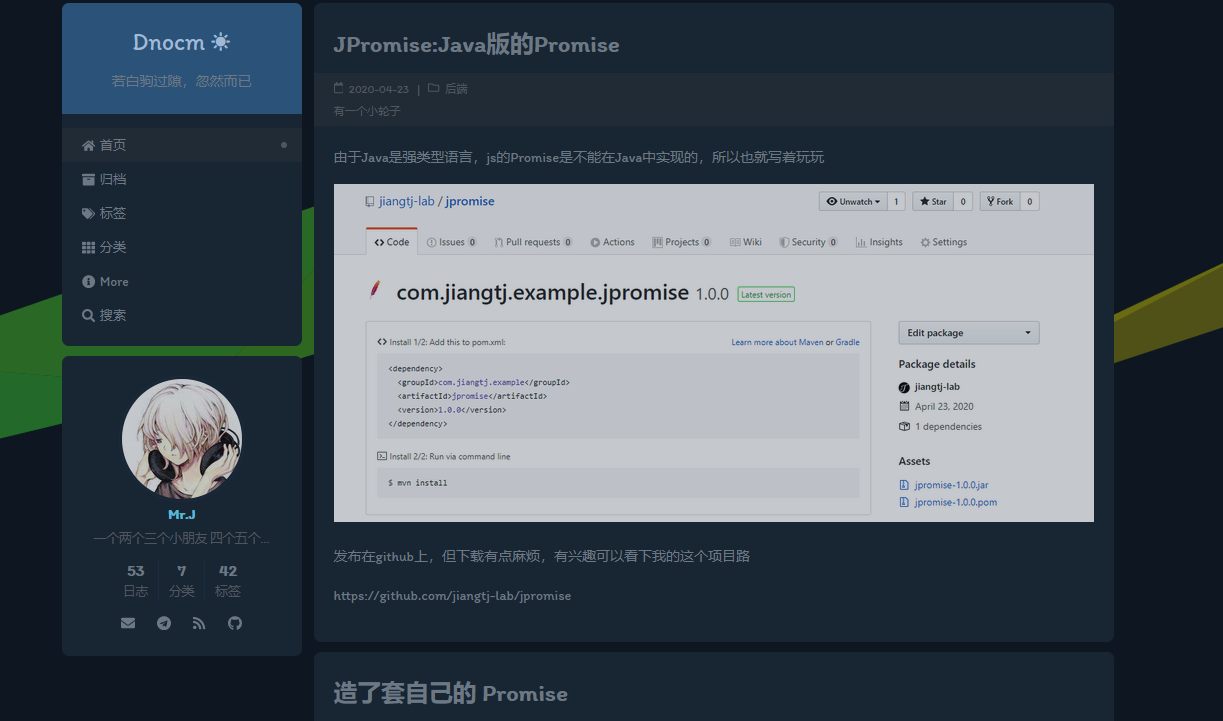 Dnocm
若白驹过隙，忽然而已
首页
归档
标签
分类
More
搜索
Mr.J
一个两个三个小朋友 四个五个...
53 7 42
日志 分类 标签
JPromise:Java版的Promise
2020-04-23 | 后端
有一个小轮子
由于Java是强类型语言，js的Promise是不能在Java中实现的，所以也就写着玩玩
jiangtj-lab / jpromise
Unwatch 1 Star 0 Fork 0
Code Issues 0 Pull requests 0 Actions Projects 0 Wiki Security 0 Insights Settings
com.jiangtj.example.jpromise 1.0.0 Latest version
Install 1/2: Add this to pom.xml: Learn more about Maven or Gradle
<dependency>
<groupId>com.jiangtj.example</groupId>
<artifactId>jpromise</artifactId>
<version>1.0.0</version>
</dependency>
Install 2/2: Run via command line
$ mvn install
Edit package
Package details
jiangtj-lab
April 23, 2020
1 dependencies
Assets
jpromise-1.0.0.jar
jpromise-1.0.0.pom
发布在github上，但下载有点麻烦，有兴趣可以看下我的这个项目路
https://github.com/jiangtj-lab/jpromise
造了套自己的 Promise